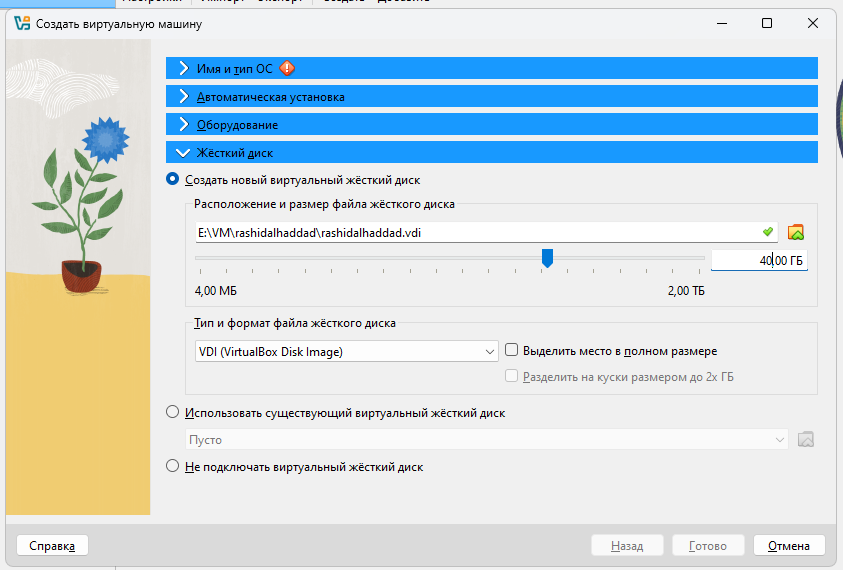 Создать виртуальную машину
Имя и тип ОС
Автоматическая установка
Оборудование
Жёсткий диск
Создать новый виртуальный жёсткий диск
Расположение и размер файла жёсткого диска
E:\VM\rashidalhaddad\rashidalhaddad.vdi
40,00 ГБ
4,00 МБ
2,00 ТБ
Тип и формат файла жёсткого диска
VDI (VirtualBox Disk Image)
Выделить место в полном размере
Разделить на куски размером до 2х ГБ
Использовать существующий виртуальный жёсткий диск
Пусто
Не подключать виртуальный жёсткий диск
Справка
Назад
Готово
Отмена